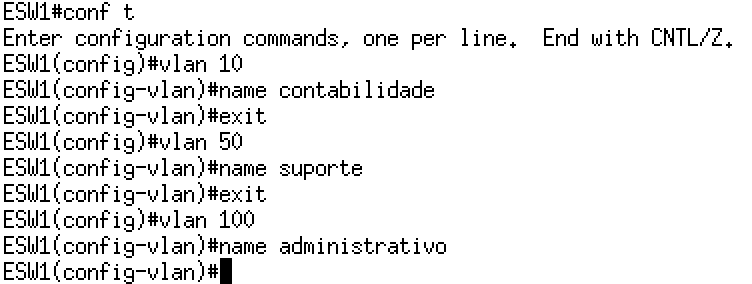 ESW1#conf t
Enter configuration commands, one per line.  End with CNTL/Z.
ESW1(config)#vlan 10
ESW1(config-vlan)#name contabilidade
ESW1(config-vlan)#exit
ESW1(config)#vlan 50
ESW1(config-vlan)#name suporte
ESW1(config-vlan)#exit
ESW1(config)#vlan 100
ESW1(config-vlan)#name administrativo
ESW1(config-vlan)#